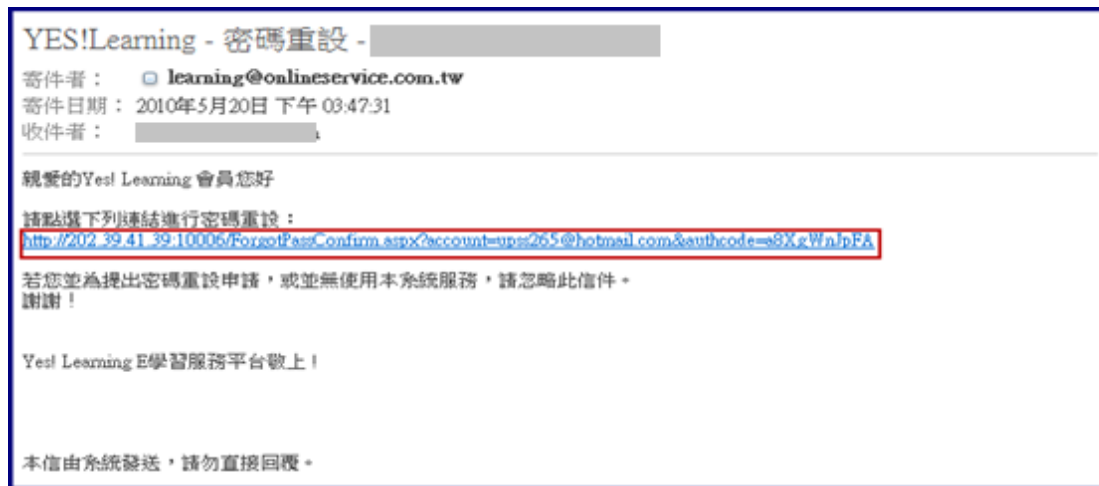 YES!Learning - 密碼重設 -
寄件者： learning@onlineservice.com.tw
寄件日期： 2010年5月20日 下午 03:47:31
收件者：
親愛的Yes! Learning 會員您好
請點選下列連結進行密碼重設：
http://202.39.41.39:10006/ForgotPassConfirm.aspx?account=upss265@hotmail.com&authcode=a8XgWnJpFA
若您並為提出密碼重設申請，或並無使用本系統服務，請忽略此信件。
謝謝！
Yes! Learning E學習服務平台敬上！
本信由系統發送，請勿直接回覆。